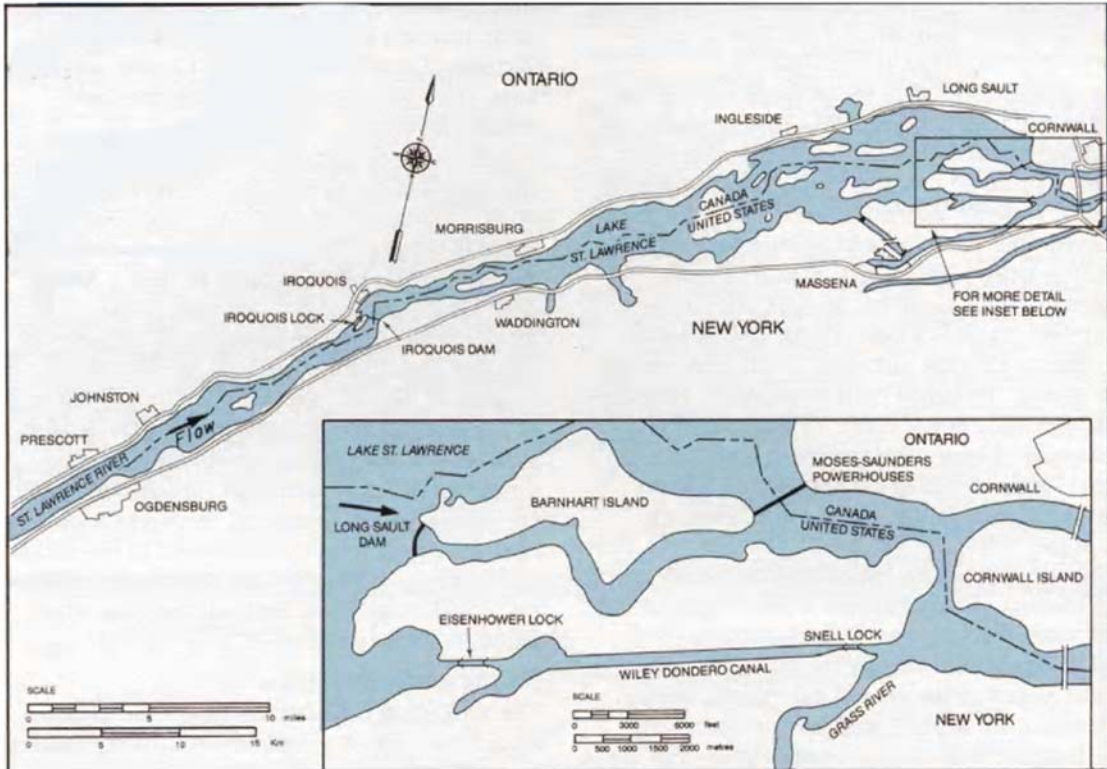 ONTARIO
LONG SAULT
INGLESIDE
CORNWALL
MORRISBURG
LAKE
ST. LAWRENCE
CANADA
UNITED STATES
IROQUOIS
IROQUOIS LOCK
MASSENA
FOR MORE DETAIL
SEE INSET BELOW
WADDINGTON
NEW YORK
IROQUOIS DAM
JOHNSTON
Flow
PRESCOTT
ST. LAWRENCE RIVER
OGDENSBURG
SCALE
0 5 10 miles
0 5 10 15 Km
LAKE ST. LAWRENCE
ONTARIO
MOSES-SAUNDERS
POWERHOUSES
BARNHART ISLAND
CORNWALL
LONG SAULT
DAM
CANADA
UNITED STATES
CORNWALL ISLAND
EISENHOWER LOCK
SNELL LOCK
WILEY DONDERO CANAL
GRASS RIVER
NEW YORK
SCALE
0 3000 6000 feet
0 500 1000 1500 2000 metres